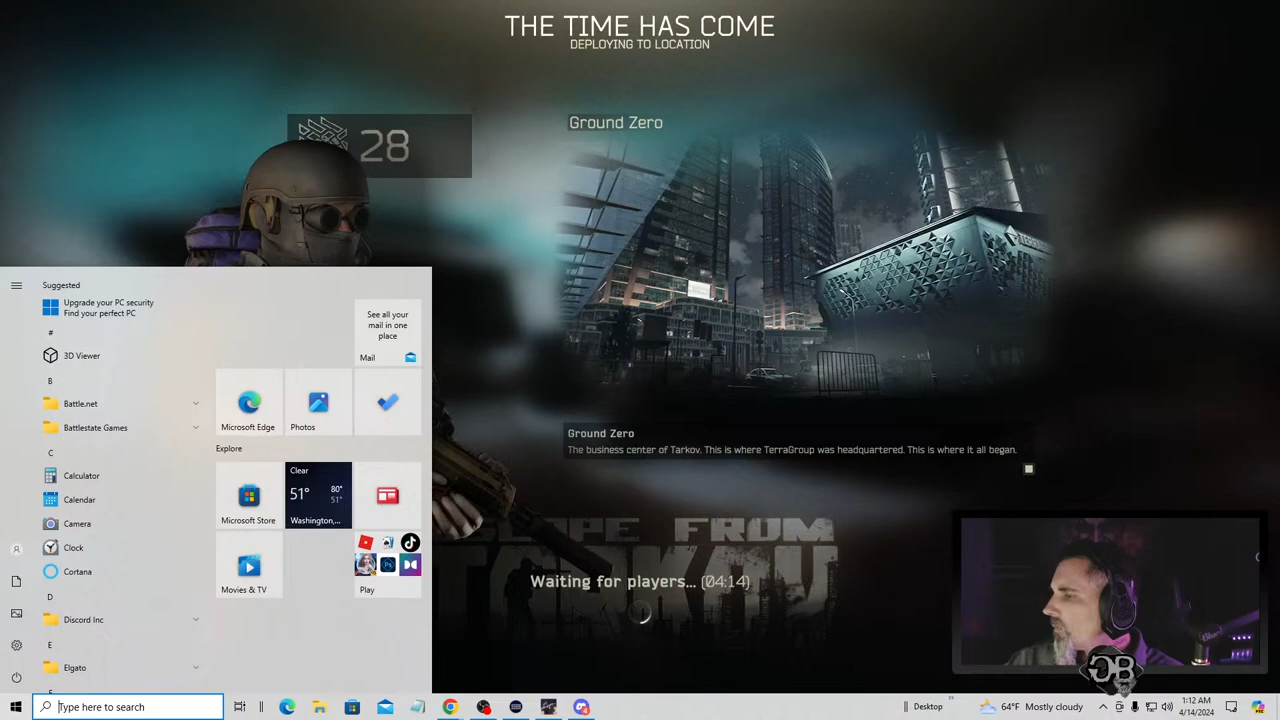 THE TIME HAS COME
DEPLOYING TO LOCATION
28
Ground Zero
Ground Zero
The business center of Tarkov. This is where TerraGroup was headquartered. This is where it all began.
Waiting for players... (04:14)
Suggested
Upgrade your PC security
Find your perfect PC
#
3D Viewer
B
Battle.net
Battlestate Games
C
Calculator
Calendar
Camera
Clock
Cortana
D
Discord Inc
E
Elgato
See all your
mail in one
place
Mail
Microsoft Edge
Photos
Explore
Microsoft Store
Clear
51°
80°
51°
Washington,...
Movies & TV
Play
Type here to search
Desktop
64°F Mostly cloudy
1:12 AM
4/14/2024